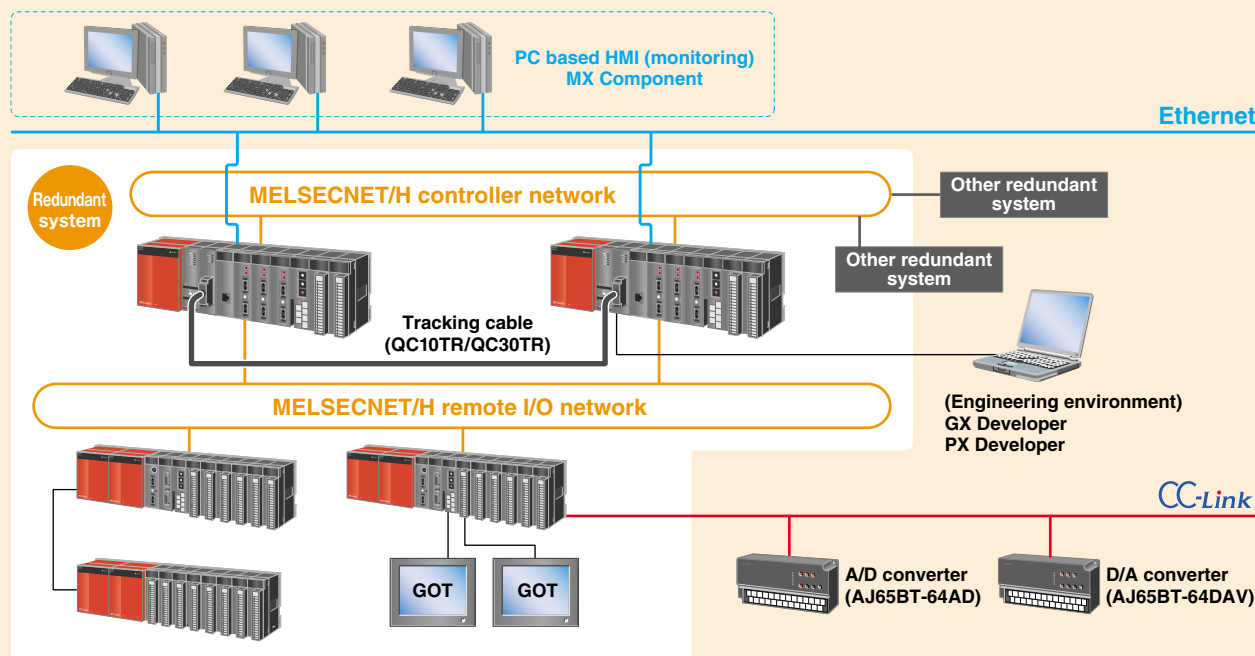 PC based HMI (monitoring)
MX Component
Ethernet
Redundant
system
MELSECNET/H controller network
Other redundant
system
Other redundant
system
Tracking cable
(QC10TR/QC30TR)
MELSECNET/H remote I/O network
(Engineering environment)
GX Developer
PX Developer
CC-Link
GOT
GOT
A/D converter
(AJ65BT-64AD)
D/A converter
(AJ65BT-64DAV)